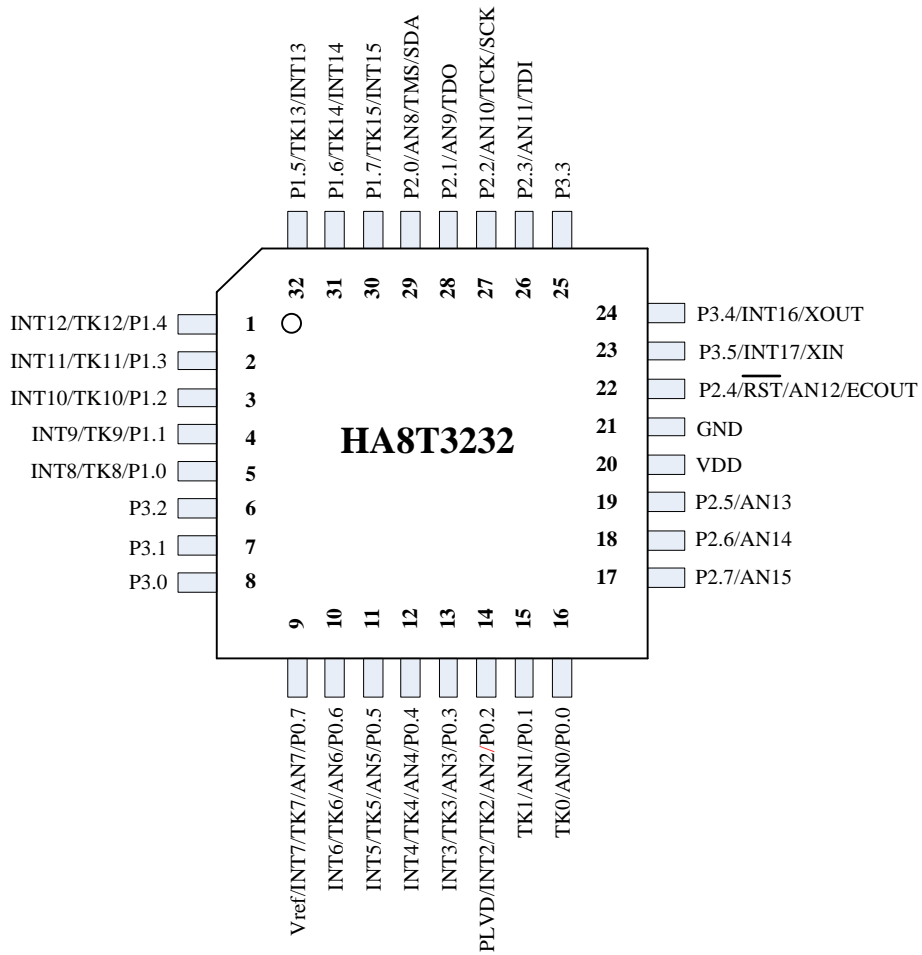 P1.5/TK13/INT13
P1.6/TK14/INT14
P1.7/TK15/INT15
P2.0/AN8/TMS/SDA
P2.1/AN9/TDO
P2.2/AN10/TCK/SCK
P2.3/AN11/TDI
P3.3
32
31
30
29
28
27
26
25
INT12/TK12/P1.4
1
INT11/TK11/P1.3
2
INT10/TK10/P1.2
3
INT9/TK9/P1.1
4
INT8/TK8/P1.0
5
P3.2
6
P3.1
7
P3.0
8
HA8T3232
24
P3.4/INT16/XOUT
23
P3.5/INT17/XIN
22
P2.4/RST/AN12/ECOUT
21
GND
20
VDD
19
P2.5/AN13
18
P2.6/AN14
17
P2.7/AN15
9
10
11
12
13
14
15
16
Vref/INT7/TK7/AN7/P0.7
INT6/TK6/AN6/P0.6
INT5/TK5/AN5/P0.5
INT4/TK4/AN4/P0.4
INT3/TK3/AN3/P0.3
PLVD/INT2/TK2/AN2/P0.2
TK1/AN1/P0.1
TK0/AN0/P0.0